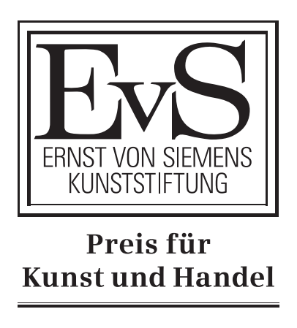 EvS
ERNST VON SIEMENS
KUNSTSTIFTUNG
Preis für
Kunst und Handel